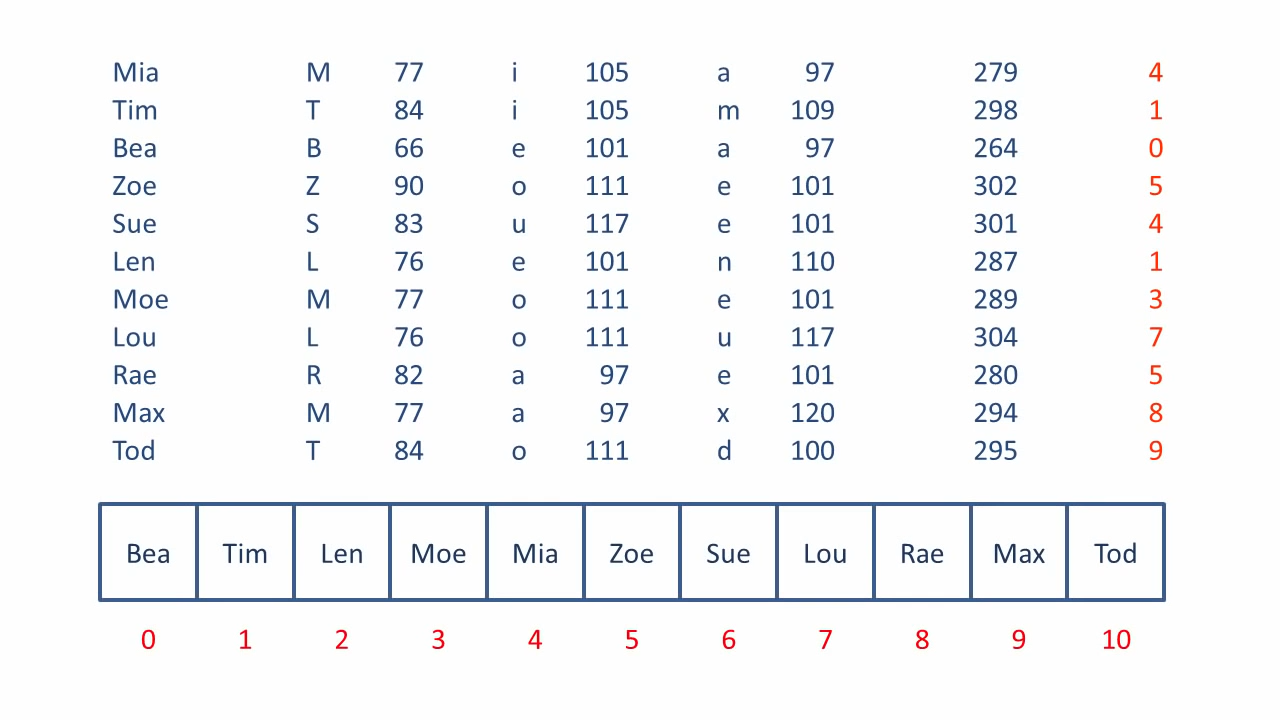 Mia M 77 i 105 a 97 279 4
Tim T 84 i 105 m 109 298 1
Bea B 66 e 101 a 97 264 0
Zoe Z 90 o 111 e 101 302 5
Sue S 83 u 117 e 101 301 4
Len L 76 e 101 n 110 287 1
Moe M 77 o 111 e 101 289 3
Lou L 76 o 111 u 117 304 7
Rae R 82 a 97 e 101 280 5
Max M 77 a 97 x 120 294 8
Tod T 84 o 111 d 100 295 9
Bea Tim Len Moe Mia Zoe Sue Lou Rae Max Tod
0 1 2 3 4 5 6 7 8 9 10